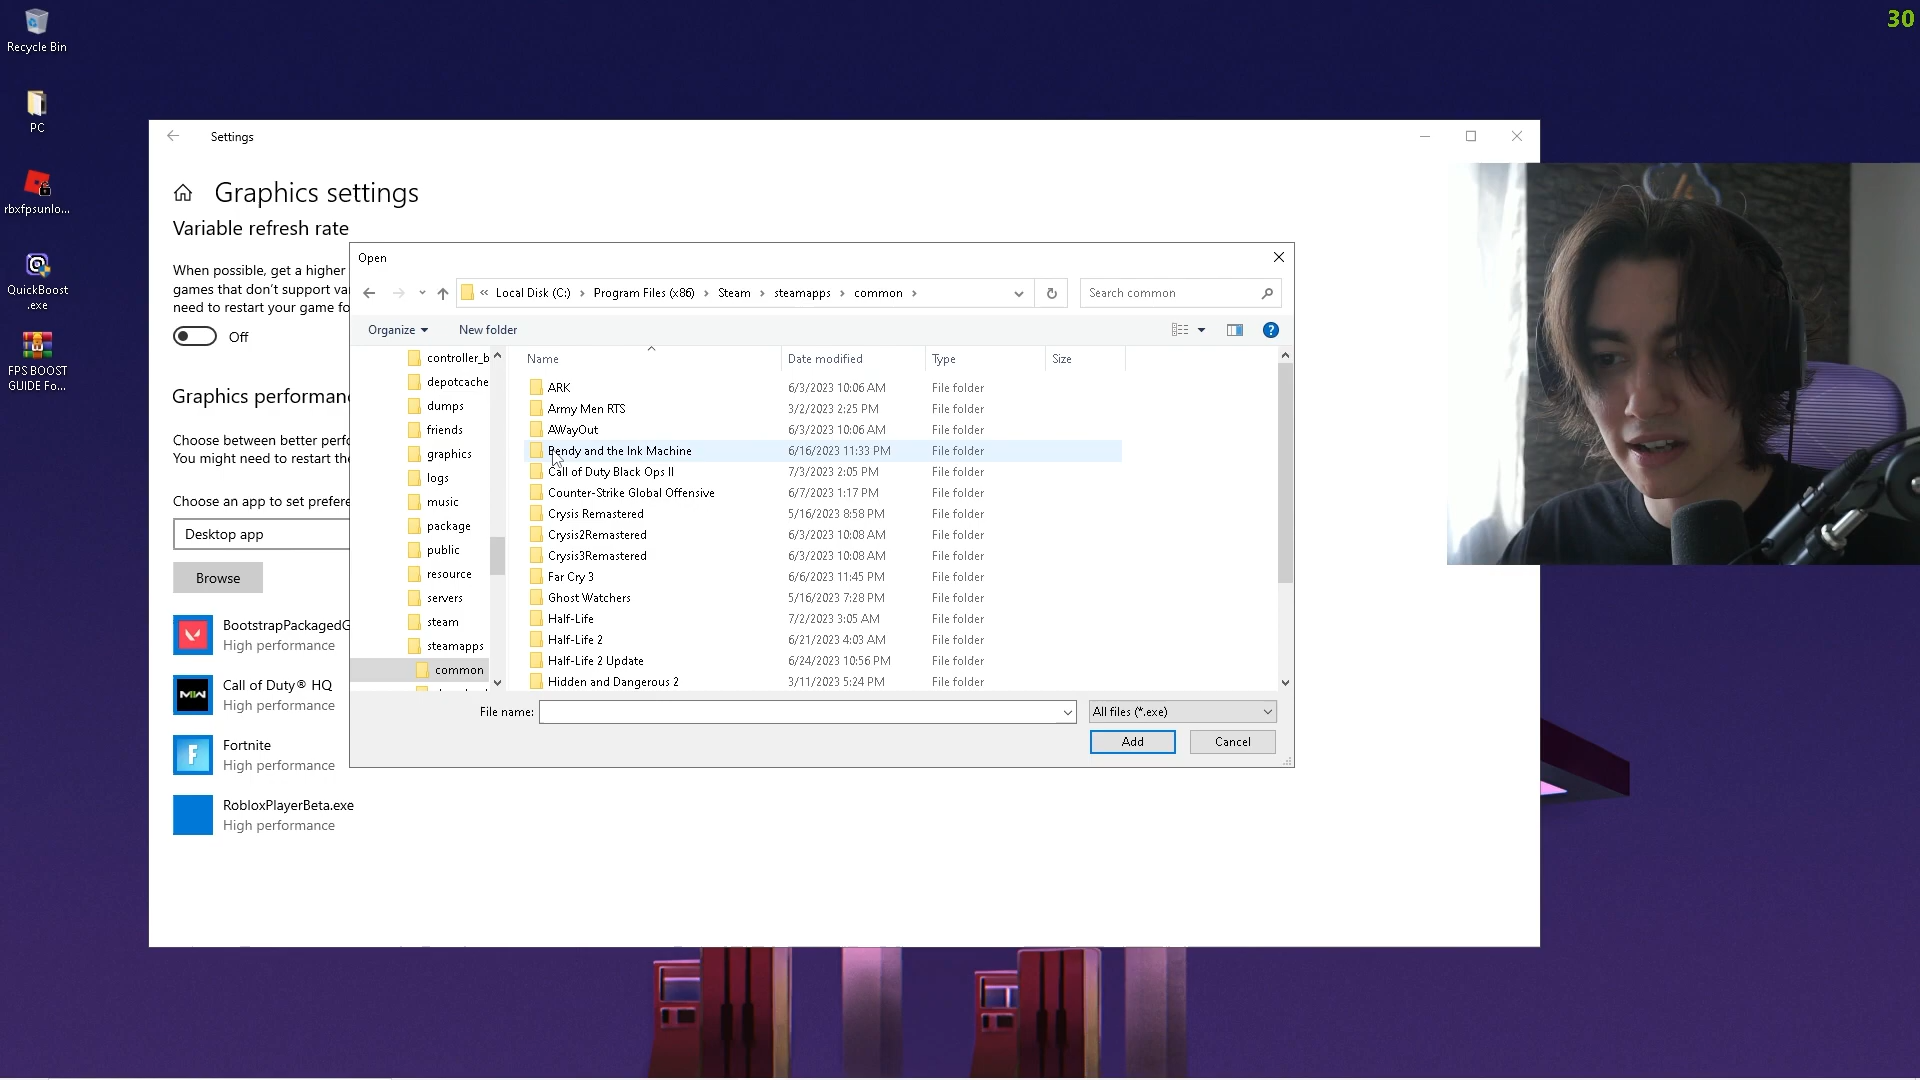 30
Recycle Bin
PC
rbxfpsunlo...
QuickBoost
.exe
FPS BOOST
GUIDE Fo...
Settings
Graphics settings
Variable refresh rate
When possible, get a higher
games that don't support va
need to restart your game fo
Off
Graphics performan
Choose between better perfo
You might need to restart the
Choose an app to set prefere
Desktop app
Browse
BootstrapPackagedG
High performance
Call of Duty® HQ
High performance
Fortnite
High performance
RobloxPlayerBeta.exe
High performance
Open
« Local Disk (C:) › Program Files (x86) › Steam › steamapps › common ›
Search common
Organize
New folder
controller_b
depotcache
dumps
friends
graphics
logs
music
package
public
resource
servers
steam
steamapps
common
Name Date modified Type Size
ARK 6/3/2023 10:06 AM File folder
Army Men RTS 3/2/2023 2:25 PM File folder
AWayOut 6/3/2023 10:06 AM File folder
Bendy and the Ink Machine 6/16/2023 11:33 PM File folder
Call of Duty Black Ops II 7/3/2023 2:05 PM File folder
Counter-Strike Global Offensive 6/7/2023 1:17 PM File folder
Crysis Remastered 5/16/2023 8:58 PM File folder
Crysis2Remastered 6/3/2023 10:08 AM File folder
Crysis3Remastered 6/3/2023 10:08 AM File folder
Far Cry 3 6/6/2023 11:45 PM File folder
Ghost Watchers 5/16/2023 7:28 PM File folder
Half-Life 7/2/2023 3:05 AM File folder
Half-Life 2 6/21/2023 4:03 AM File folder
Half-Life 2 Update 6/24/2023 10:56 PM File folder
Hidden and Dangerous 2 3/11/2023 5:24 PM File folder
File name:
All files (*.exe)
Add
Cancel